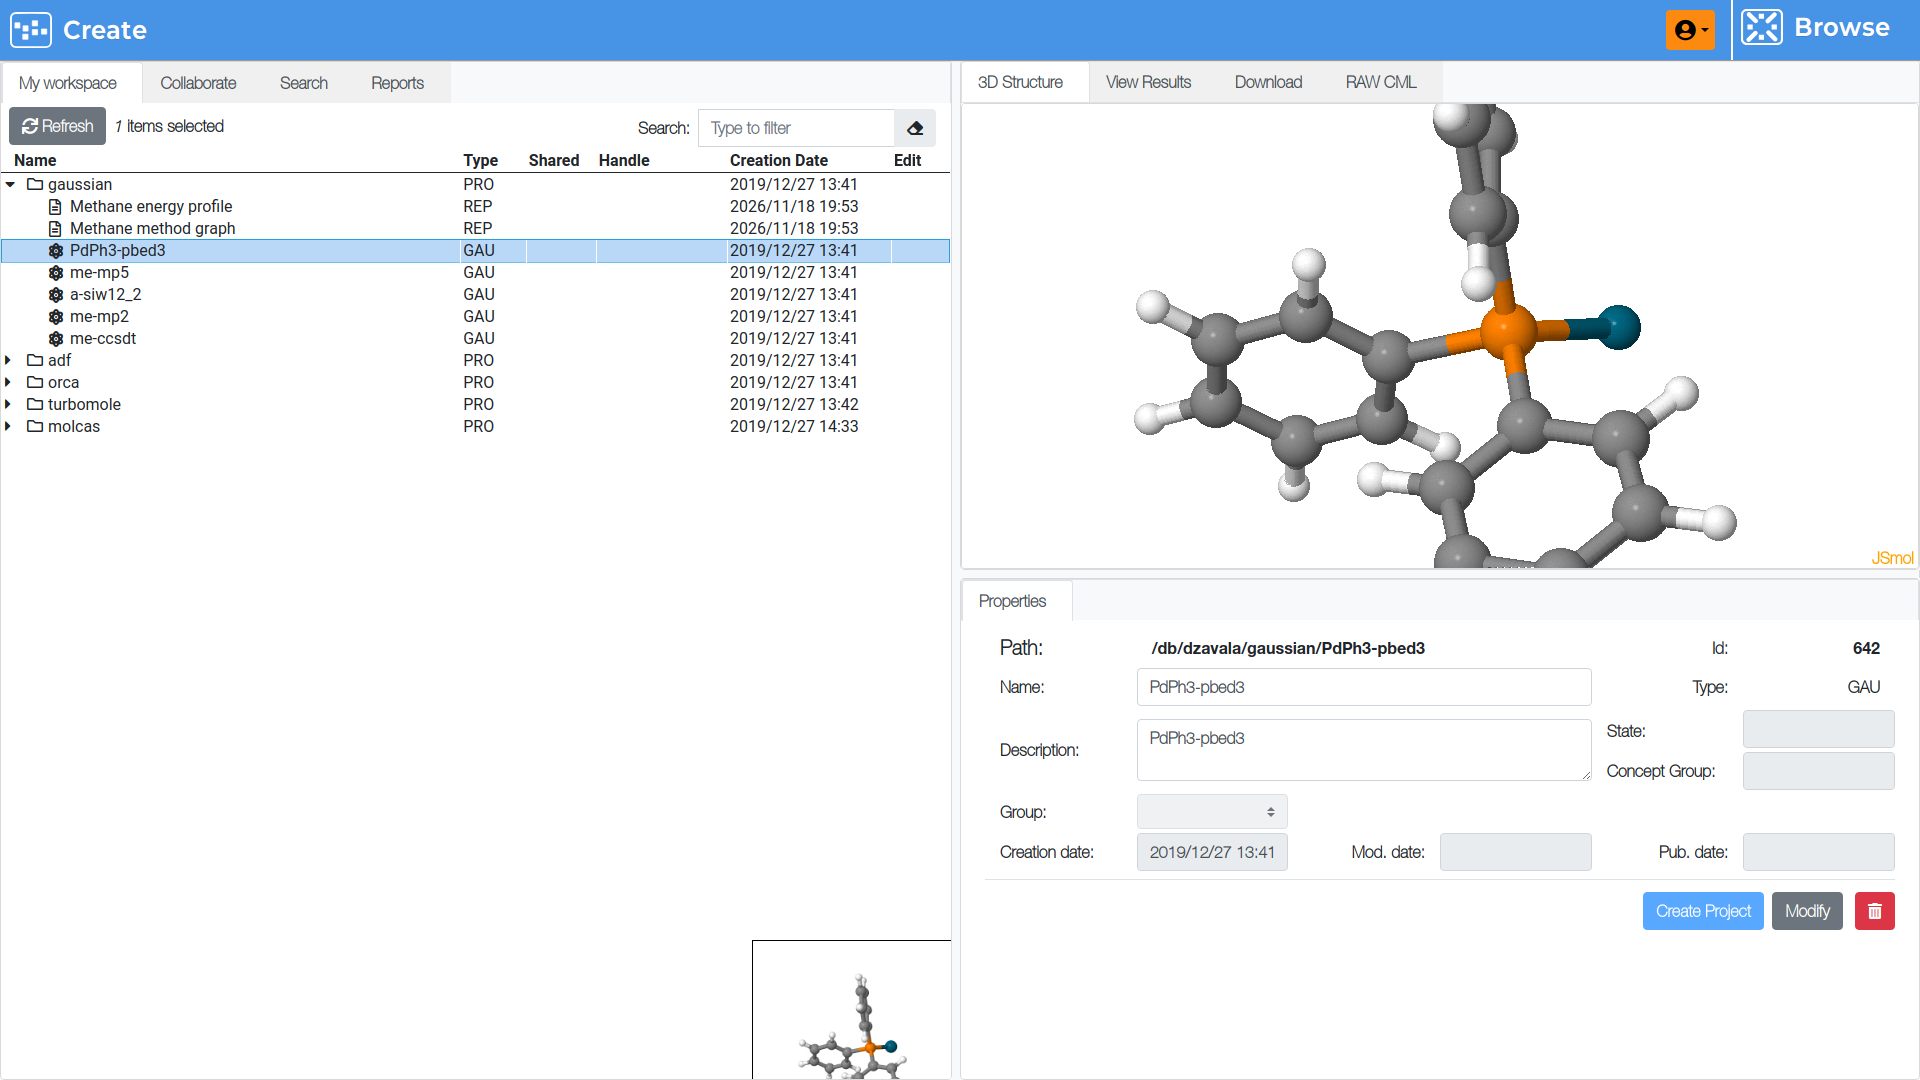 Create
Browse
My workspace Collaborate Search Reports
Refresh 1 items selected Search: Type to filter
Name Type Shared Handle Creation Date Edit
gaussian PRO 2019/12/27 13:41
Methane energy profile REP 2026/11/18 19:53
Methane method graph REP 2026/11/18 19:53
PdPh3-pbed3 GAU 2019/12/27 13:41
me-mp5 GAU 2019/12/27 13:41
a-siw12_2 GAU 2019/12/27 13:41
me-mp2 GAU 2019/12/27 13:41
me-ccsdt GAU 2019/12/27 13:41
adf PRO 2019/12/27 13:41
orca PRO 2019/12/27 13:41
turbomole PRO 2019/12/27 13:42
molcas PRO 2019/12/27 14:33
3D Structure View Results Download RAW CML
JSmol
Properties
Path: /db/dzavala/gaussian/PdPh3-pbed3 Id: 642
Name: PdPh3-pbed3 Type: GAU
Description: PdPh3-pbed3 State:
Concept Group:
Group:
Creation date: 2019/12/27 13:41 Mod. date: Pub. date:
Create Project Modify